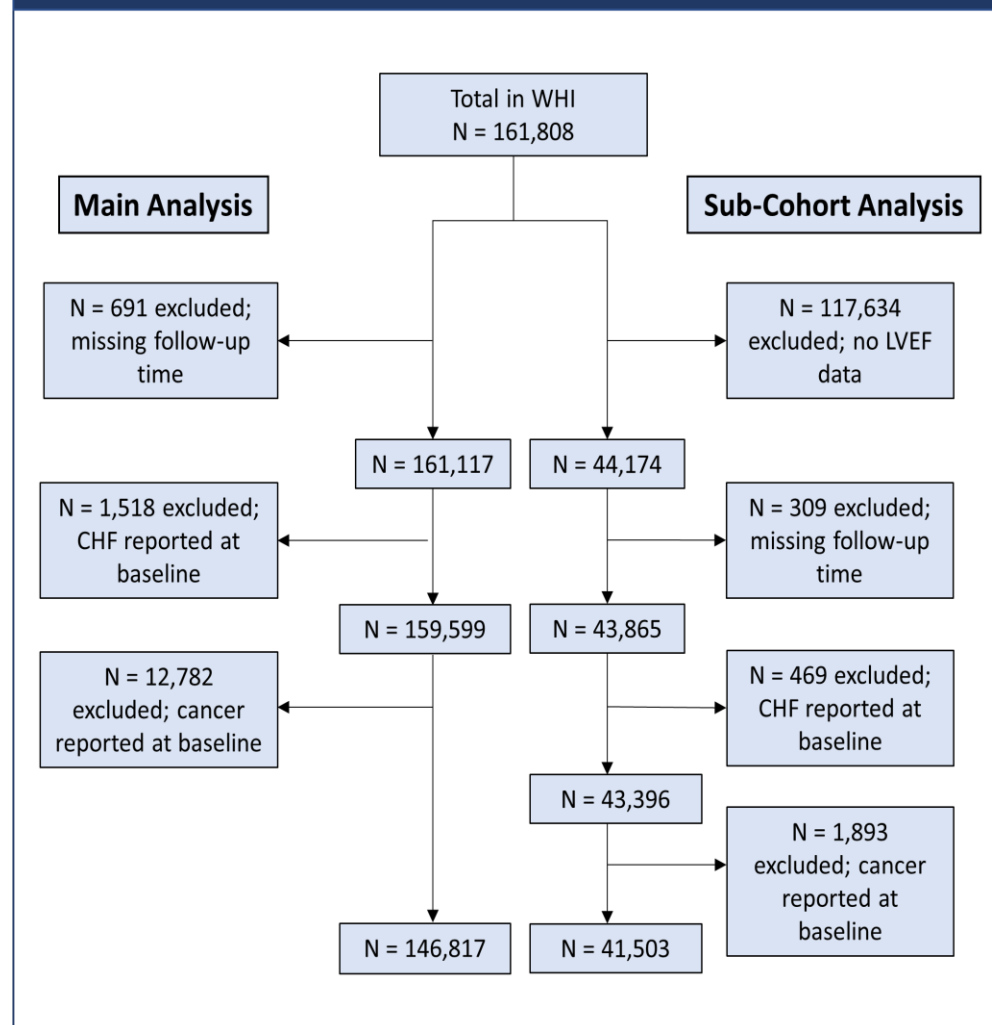 Total in WHI
N = 161,808
Main Analysis
Sub-Cohort Analysis
N = 691 excluded;
missing follow-up
time
N = 117,634
excluded; no LVEF
data
N = 161,117
N = 44,174
N = 1,518 excluded;
CHF reported at
baseline
N = 309 excluded;
missing follow-up
time
N = 159,599
N = 43,865
N = 12,782
excluded; cancer
reported at baseline
N = 469 excluded;
CHF reported at
baseline
N = 43,396
N = 1,893
excluded; cancer
reported at
baseline
N = 146,817
N = 41,503